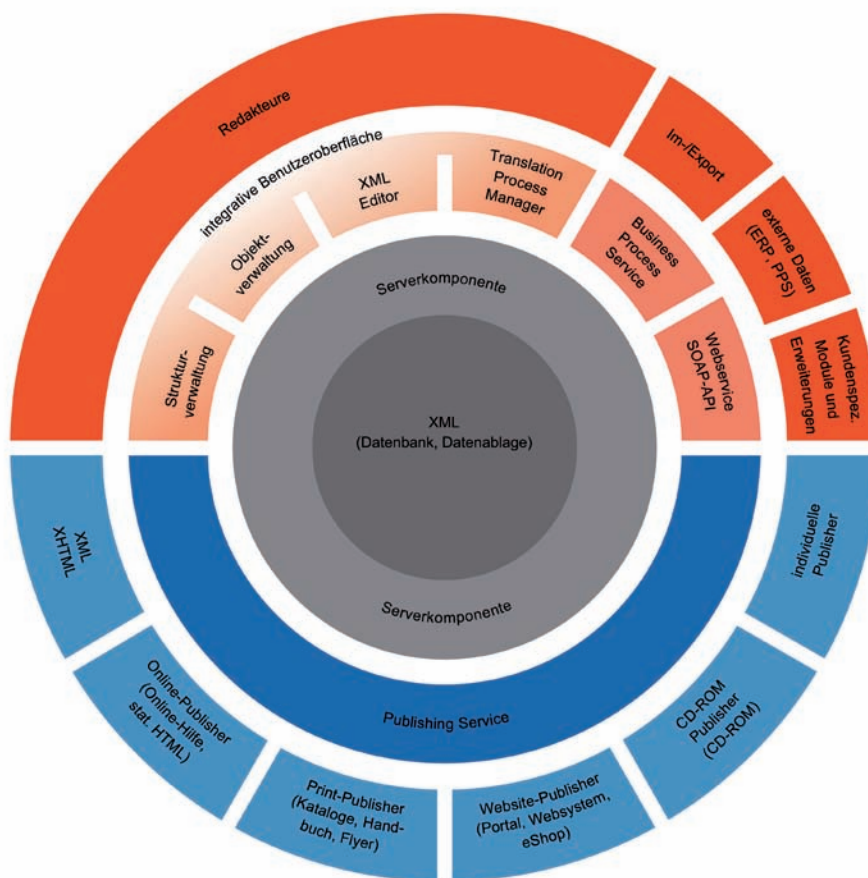 Redakteure
Im-/Export
externe Daten
(ERP , PPS)
Kundenspez.
Module und
Erweiterungen
integrative Benutzeroberfläche
Struktur-
verwaltung
Objekt-
verwaltung
XML
Editor
Translation
Process
Manager
Business
Process
Service
Webservice
SOAP-API
Serverkomponente
XML
(Datenbank, Datenablage)
Serverkomponente
Publishing Service
XML
XHTML
Online-Publisher
(Online-Hilfe,
stat. HTML)
Print-Publisher
(Kataloge, Hand-
buch, Flyer)
Website-Publisher
(Portal, Websystem,
eShop)
CD-ROM
Publisher
(CD-ROM)
individuelle
Publisher